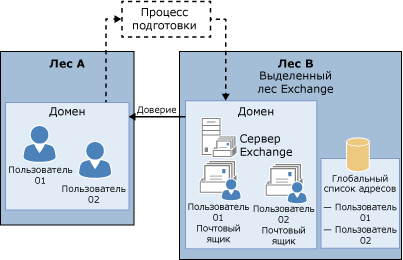 Процесс
подготовки
Лес А
Домен
Пользователь
01
Пользователь
02
Доверие
Лес В
Выделенный
лес Exchange
Домен
Сервер
Exchange
Пользователь
01
Почтовый
ящик
Пользователь
02
Почтовый
ящик
Глобальный
список адресов
— Пользователь
01
— Пользователь
02